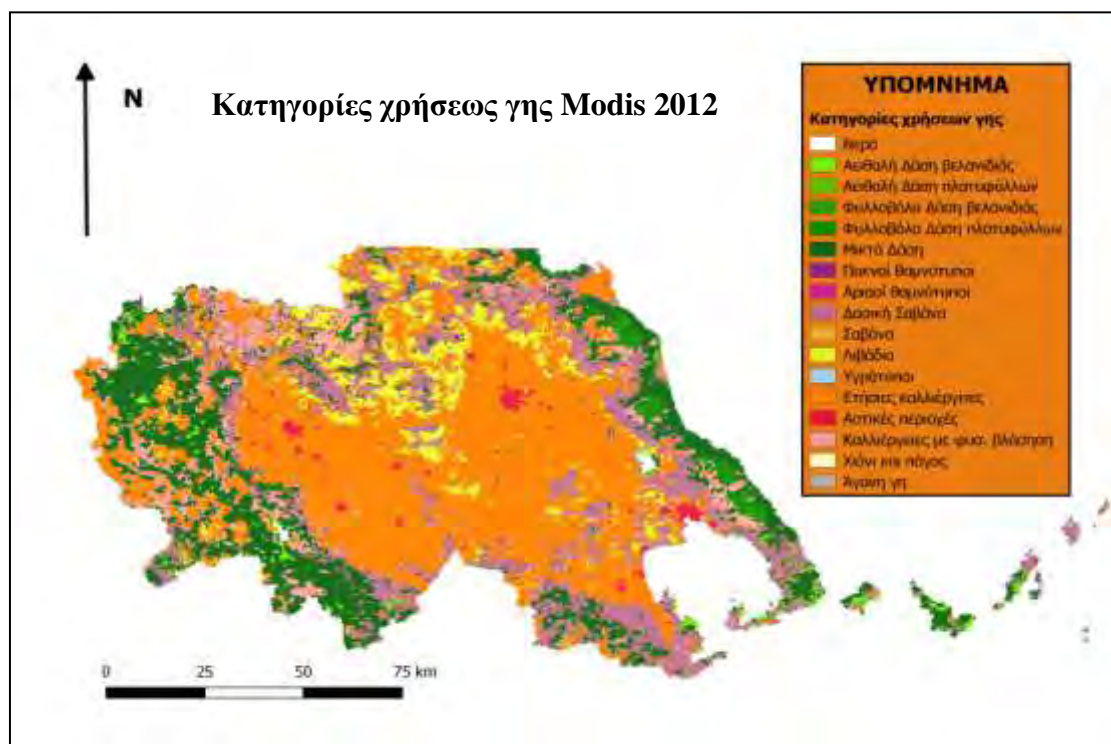 N
Κατηγορίες χρήσεως γης Modis 2012
ΥΠΟΜΝΗΜΑ
Κατηγορίες χρήσεων γης
Νερό
Αειθαλή Δάση βελανιδιάς
Αειθαλή Δάση πλατυφύλλων
Φυλλοβόλα Δάση βελανιδιάς
Φυλλοβόλα Δάση πλατυφύλλων
Μικτά Δάση
Πυκνοί θαμνότοποι
Αραιοί θαμνότοποι
Δασική Σαβάνα
Σαβάνα
Λιβάδια
Υγρότοποι
Ετήσιες καλλιέργειες
Αστικές περιοχές
Καλλιέργειες με φυσ. βλάστηση
Χιόνι και πάγος
Άγονη γη
0 25 50 75 km